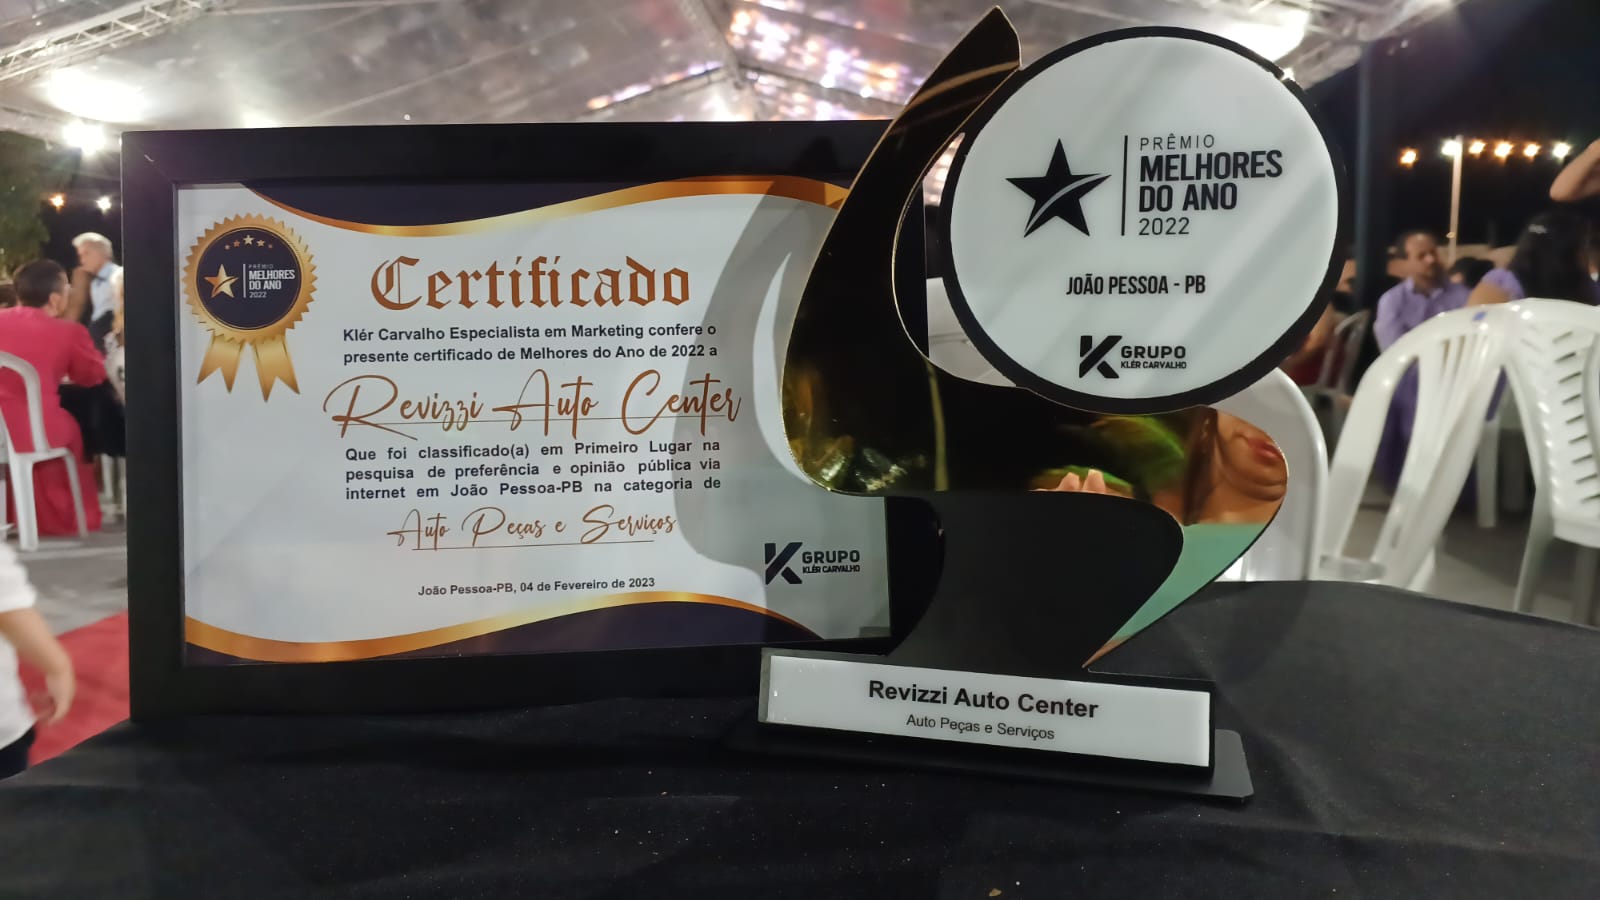 PRÊMIO
MELHORES
DO ANO
2022
Certificado
Klér Carvalho Especialista em Marketing confere o
presente certificado de Melhores do Ano de 2022 a
Revizzi Auto Center
Que foi classificado(a) em Primeiro Lugar na
pesquisa de preferência e opinião pública via
internet em João Pessoa-PB na categoria de
Auto Peças e Serviços
João Pessoa-PB, 04 de Fevereiro de 2023
GRUPO
KLÉR CARVALHO
PRÊMIO
MELHORES
DO ANO
2022
JOÃO PESSOA - PB
GRUPO
KLÉR CARVALHO
Revizzi Auto Center
Auto Peças e Serviços